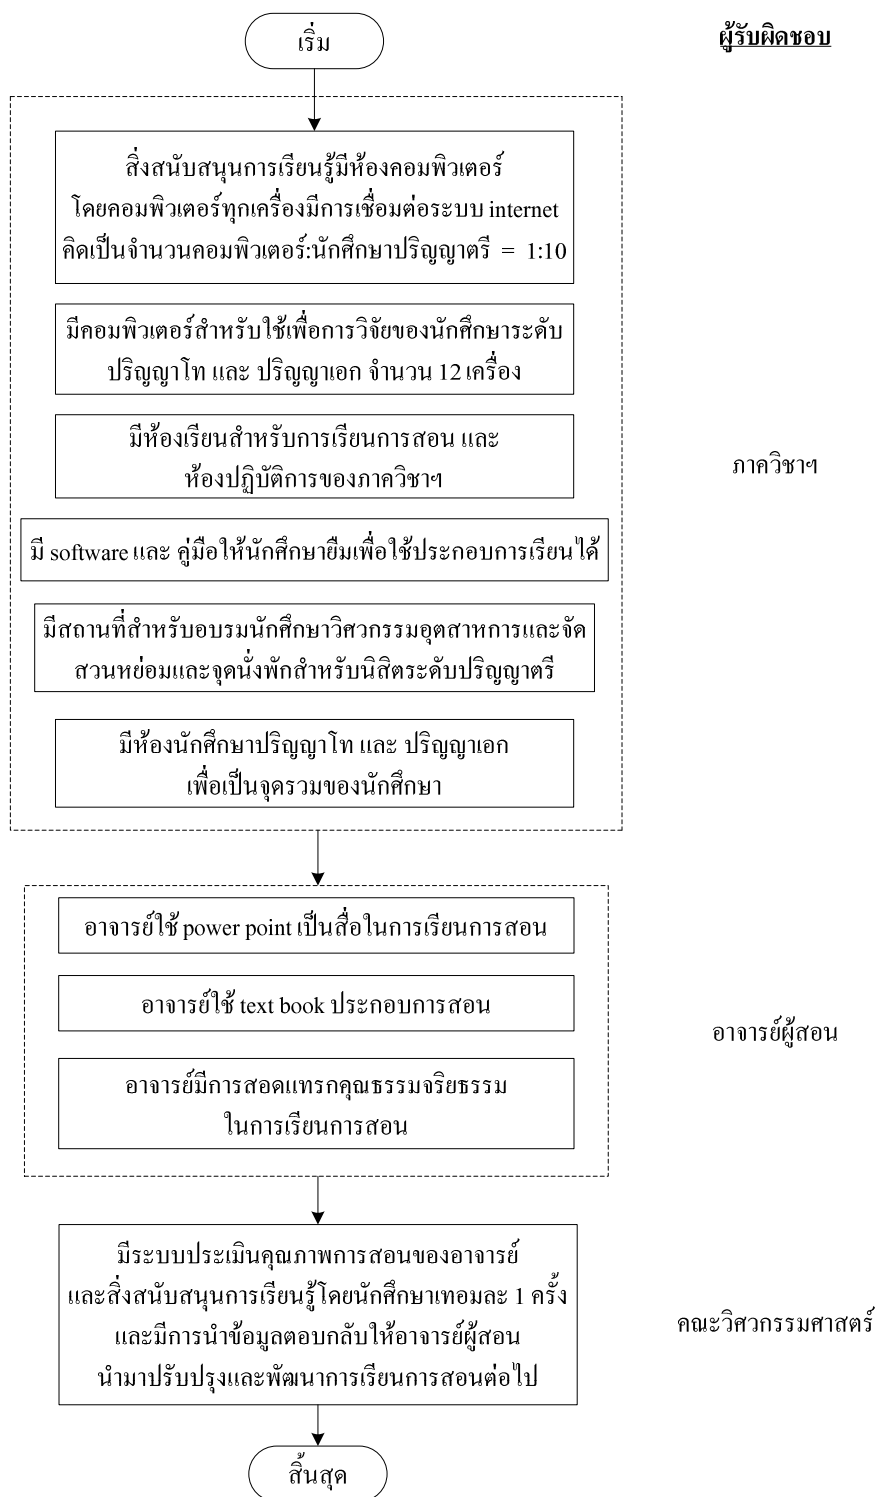 เริ่ม
ผู้รับผิดชอบ
สิ่งสนับสนุนการเรียนรู้มีห้องคอมพิวเตอร์
โดยคอมพิวเตอร์ทุกเครื่องมีการเชื่อมต่อระบบ internet
คิดเป็นจำนวนคอมพิวเตอร์:นักศึกษาปริญญาตรี = 1:10
มีคอมพิวเตอร์สำหรับใช้เพื่อการวิจัยของนักศึกษาระดับ
ปริญญาโท และ ปริญญาเอก จำนวน 12 เครื่อง
มีห้องเรียนสำหรับการเรียนการสอน และ
ห้องปฏิบัติการของภาควิชาฯ
ภาควิชาฯ
มี software และ คู่มือให้นักศึกษายืมเพื่อใช้ประกอบการเรียนได้
มีสถานที่สำหรับอบรมนักศึกษาวิศวกรรมอุตสาหการและจัด
สวนหย่อมและจุดนั่งพักสำหรับนิสิตระดับปริญญาตรี
มีห้องนักศึกษาปริญญาโท และ ปริญญาเอก
เพื่อเป็นจุดรวมของนักศึกษา
อาจารย์ใช้ power point เป็นสื่อในการเรียนการสอน
อาจารย์ใช้ text book ประกอบการสอน
อาจารย์ผู้สอน
อาจารย์มีการสอดแทรกคุณธรรมจริยธรรม
ในการเรียนการสอน
มีระบบประเมินคุณภาพการสอนของอาจารย์
และสิ่งสนับสนุนการเรียนรู้โดยนักศึกษาเทอมละ 1 ครั้ง
และมีการนำข้อมูลตอบกลับให้อาจารย์ผู้สอน
นำมาปรับปรุงและพัฒนาการเรียนการสอนต่อไป
คณะวิศวกรรมศาสตร์
สิ้นสุด